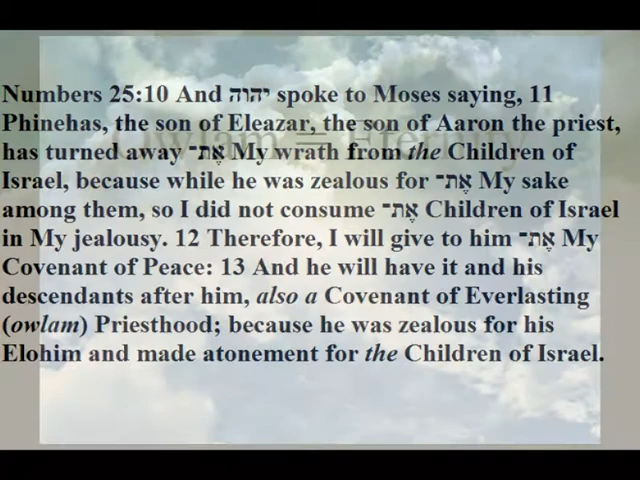 Numbers 25:10 And יהוה spoke to Moses saying, 11
Phinehas, the son of Eleazar, the son of Aaron the priest,
has turned away אֶת־ My wrath from the Children of
Israel, because while he was zealous for אֶת־ My sake
among them, so I did not consume אֶת־ Children of Israel
in My jealousy. 12 Therefore, I will give to him אֶת־ My
Covenant of Peace: 13 And he will have it and his
descendants after him, also a Covenant of Everlasting
(owlam) Priesthood; because he was zealous for his
Elohim and made atonement for the Children of Israel.